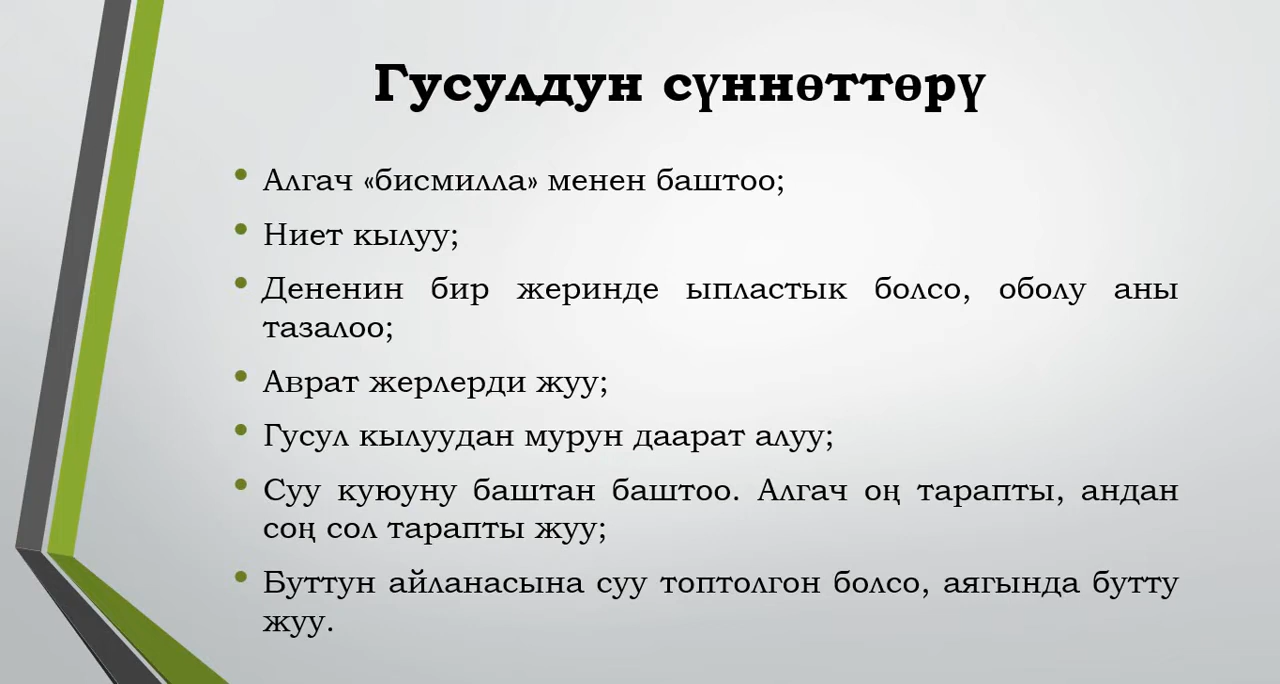 Гусулдун сүннөттөрү
Алгач «бисмилла» менен баштоо;
Ниет кылуу;
Дененин бир жеринде ыпластык болсо, оболу аны
тазалоо;
Аврат жерлерди жуу;
Гусул кылуудан мурун даарат алуу;
Суу куюуну баштан баштоо. Алгач оң тарапты, андан
соң сол тарапты жуу;
Буттун айланасына суу топтолгон болсо, аягында бутту
жуу.